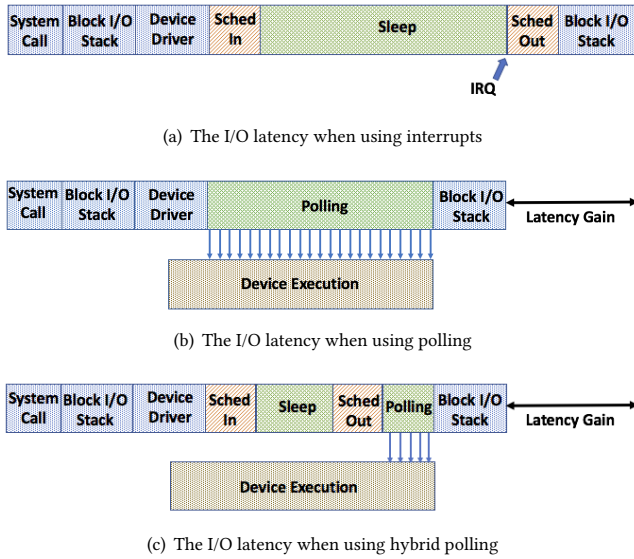 System Call Block I/O Stack Device Driver Sched In Sleep Sched Out Block I/O Stack
IRQ
(a) The I/O latency when using interrupts
System Call Block I/O Stack Device Driver Polling Block I/O Stack
Latency Gain
Device Execution
(b) The I/O latency when using polling
System Call Block I/O Stack Device Driver Sched In Sleep Sched Out Polling Block I/O Stack
Latency Gain
Device Execution
(c) The I/O latency when using hybrid polling